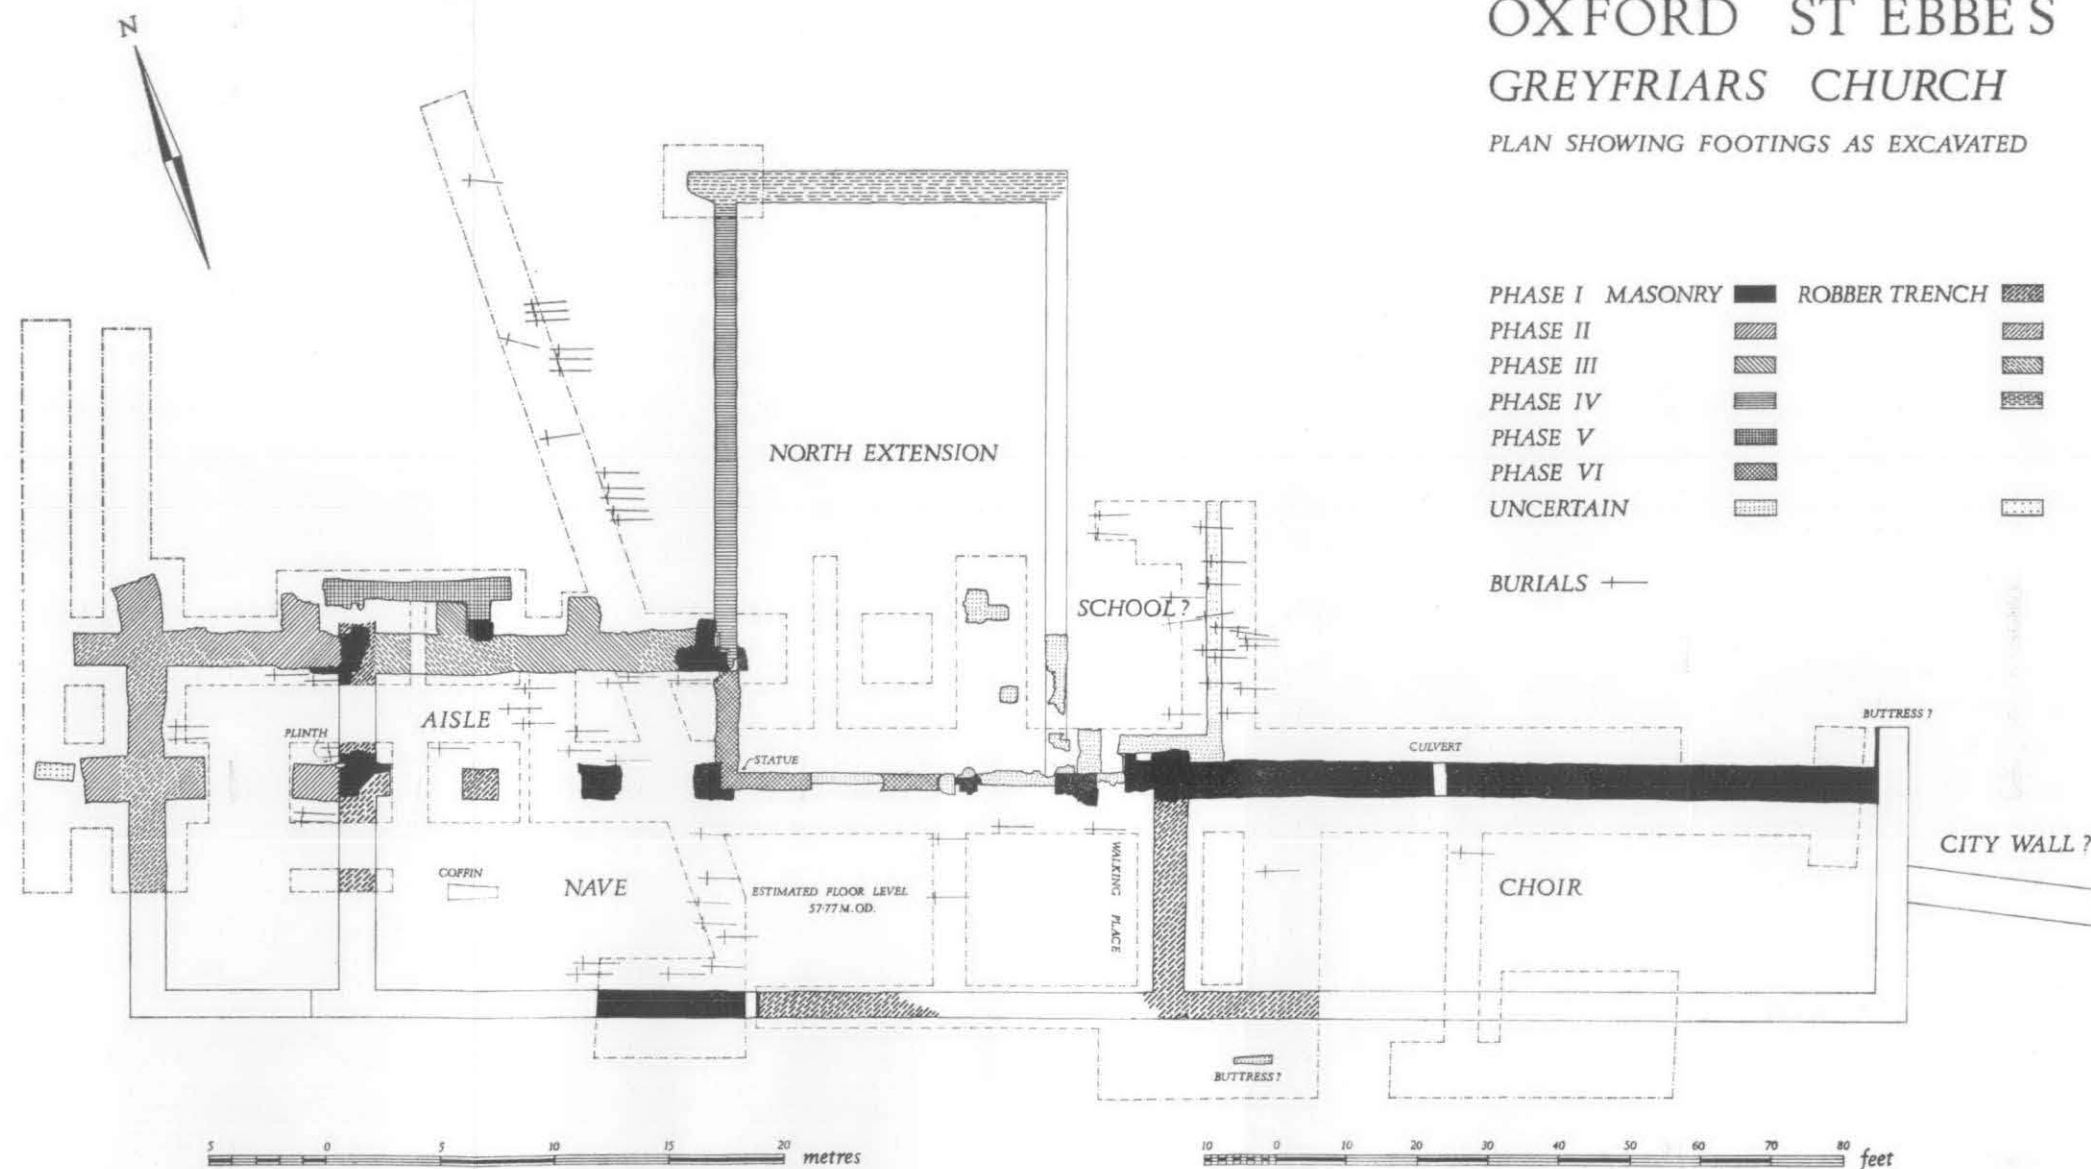 OXFORD ST EBBES
GREYFRIARS CHURCH
PLAN SHOWING FOOTINGS AS EXCAVATED
N
PHASE I MASONRY ROBBER TRENCH
PHASE II
PHASE III
PHASE IV
PHASE V
PHASE VI
UNCERTAIN
BURIALS
NORTH EXTENSION
SCHOOL?
AISLE
PLINTH
STATUE
CULVERT
BUTTRESS?
CITY WALL?
COFFIN
NAVE
ESTIMATED FLOOR LEVEL
57·77 M. OD.
WALKING PLACE
CHOIR
BUTTRESS?
5 0 5 10 15 20 metres
10 0 10 20 30 40 50 60 70 80 feet